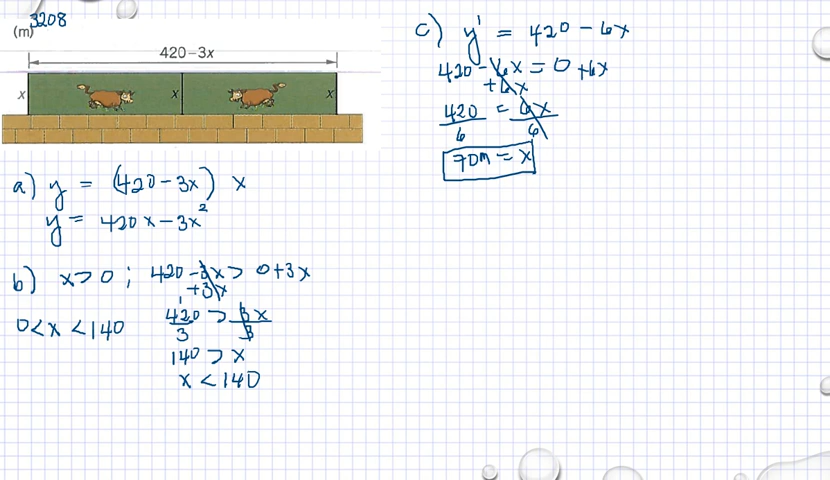 3208
(m)
420-3x
x x x
a) y = (420-3x) x
y = 420x-3x²
b) x>0; 420-3x> 0+3x
+3x
420 > 3x
3 3
0<x<140
140 > x
x < 140
c) y' = 420-6x
420-6x=0+6x
+6x
420 = 6x
6 6
70m = x